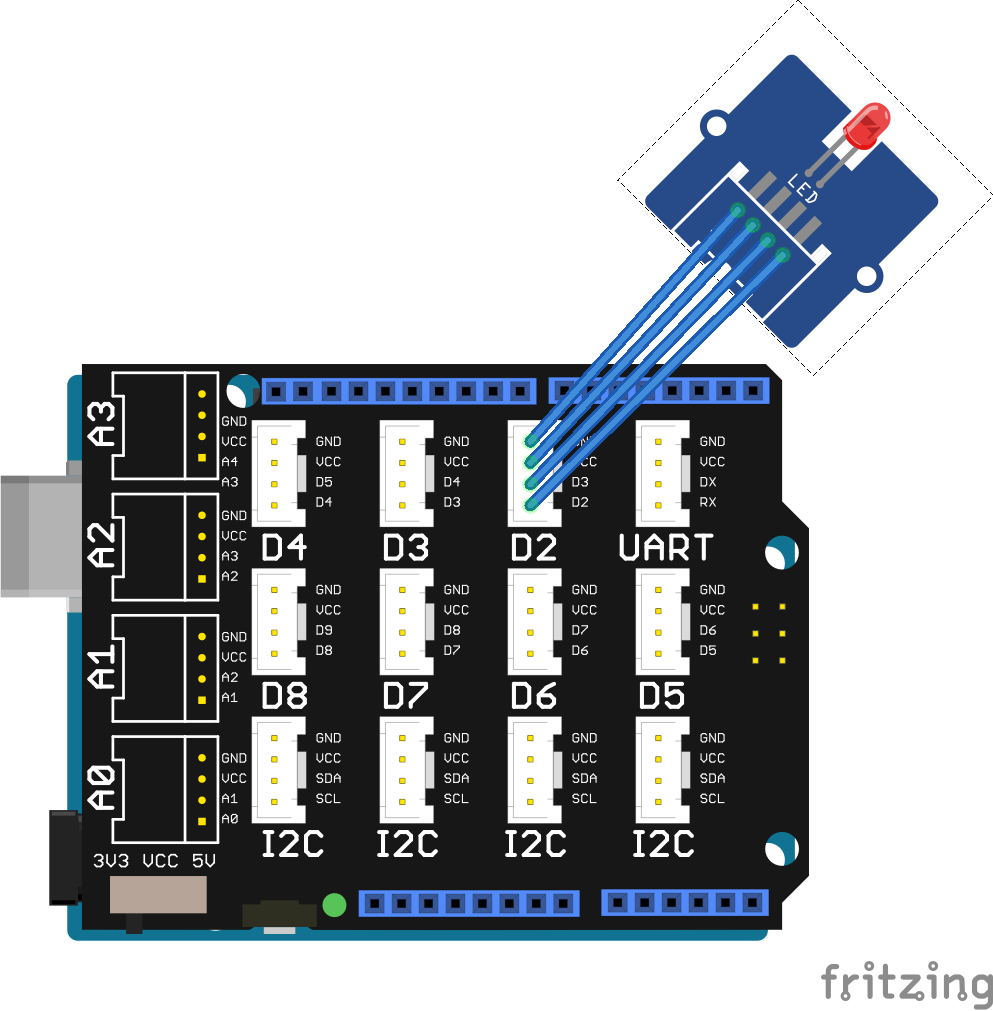 LED
A3
GND
VCC
A4
A3
GND
VCC
D5
D4
D4
GND
VCC
D4
D3
D3
GND
VCC
D3
D2
D2
GND
VCC
DX
RX
UART
A2
GND
VCC
A3
A2
GND
VCC
D9
D8
D8
GND
VCC
D8
D7
D7
GND
VCC
D7
D6
D6
GND
VCC
D6
D5
D5
A1
GND
VCC
A2
A1
GND
VCC
SDA
SCL
I2C
GND
VCC
SDA
SCL
I2C
GND
VCC
SDA
SCL
I2C
GND
VCC
SDA
SCL
I2C
A0
GND
VCC
A1
A0
3V3 VCC 5V
fritzing